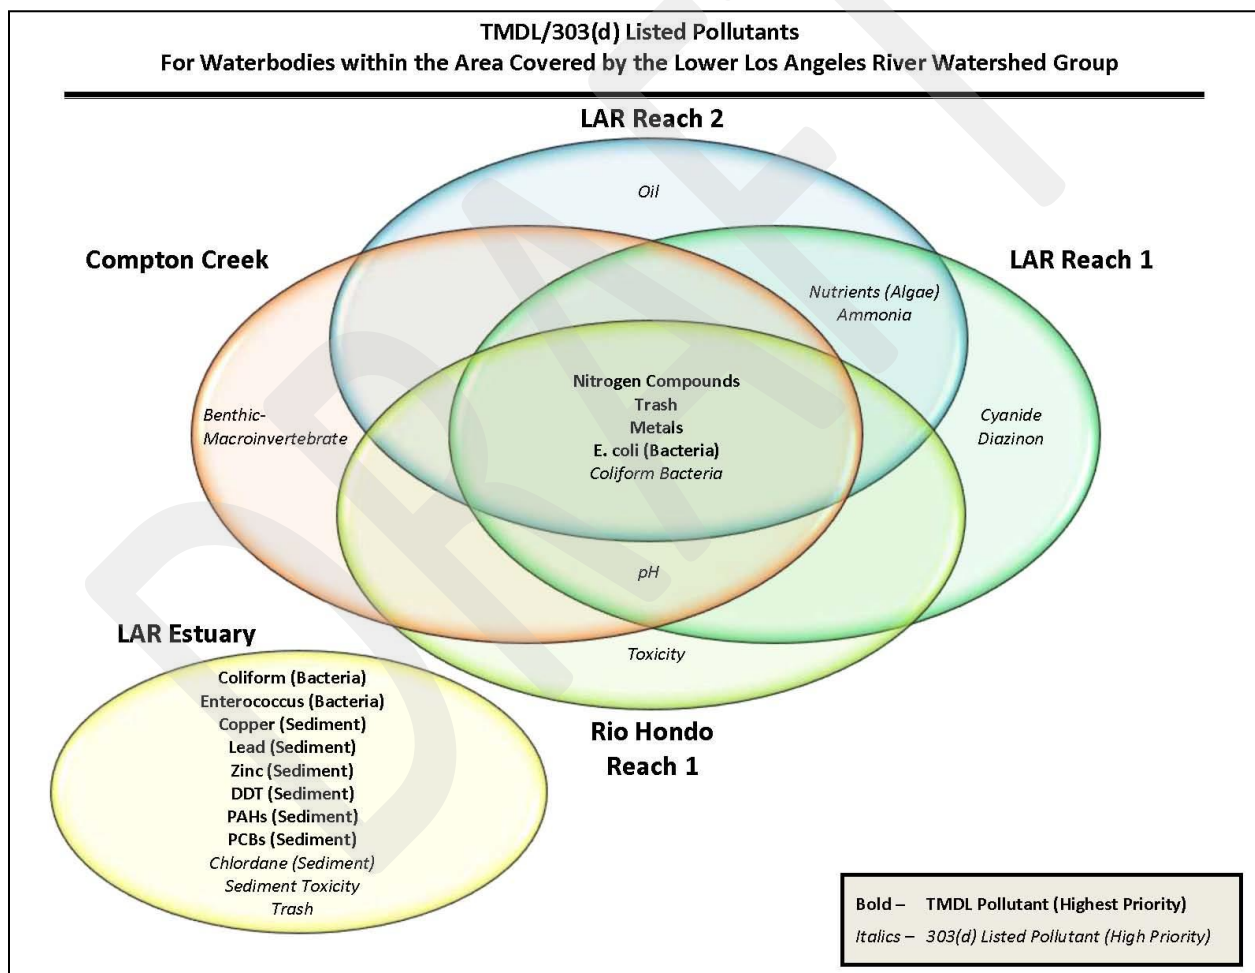 TMDL/303(d) Listed Pollutants
For Waterbodies within the Area Covered by the Lower Los Angeles River Watershed Group
LAR Reach 2
Oil
Compton Creek
LAR Reach 1
Nutrients (Algae)
Ammonia
Nitrogen Compounds
Trash
Metals
E. coli (Bacteria)
Coliform Bacteria
Benthic-
Macroinvertebrate
Cyanide
Diazinon
pH
Toxicity
Rio Hondo
Reach 1
LAR Estuary
Coliform (Bacteria)
Enterococcus (Bacteria)
Copper (Sediment)
Lead (Sediment)
Zinc (Sediment)
DDT (Sediment)
PAHs (Sediment)
PCBs (Sediment)
Chlordane (Sediment)
Sediment Toxicity
Trash
Bold – TMDL Pollutant (Highest Priority)
Italics – 303(d) Listed Pollutant (High Priority)
DRAFT